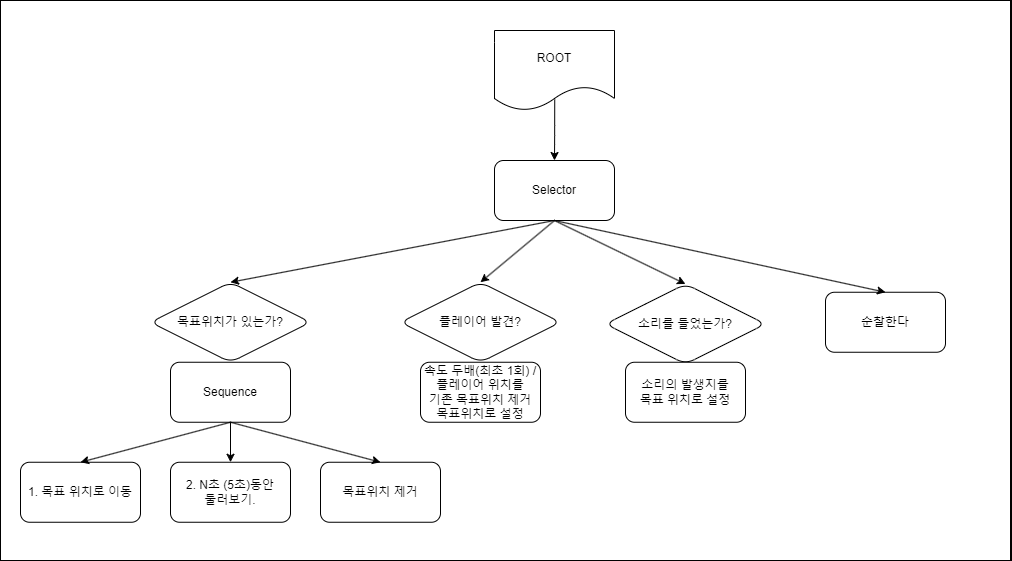 ROOT
Selector
목표위치가 있는가?
플레이어 발견?
소리를 들었는가?
순찰한다
Sequence
속도 두배(최초 1회) /
플레이어 위치를
기존 목표위치 제거
목표위치로 설정
소리의 발생지를
목표 위치로 설정
1. 목표 위치로 이동
2. N초 (5초)동안
둘러보기.
목표위치 제거